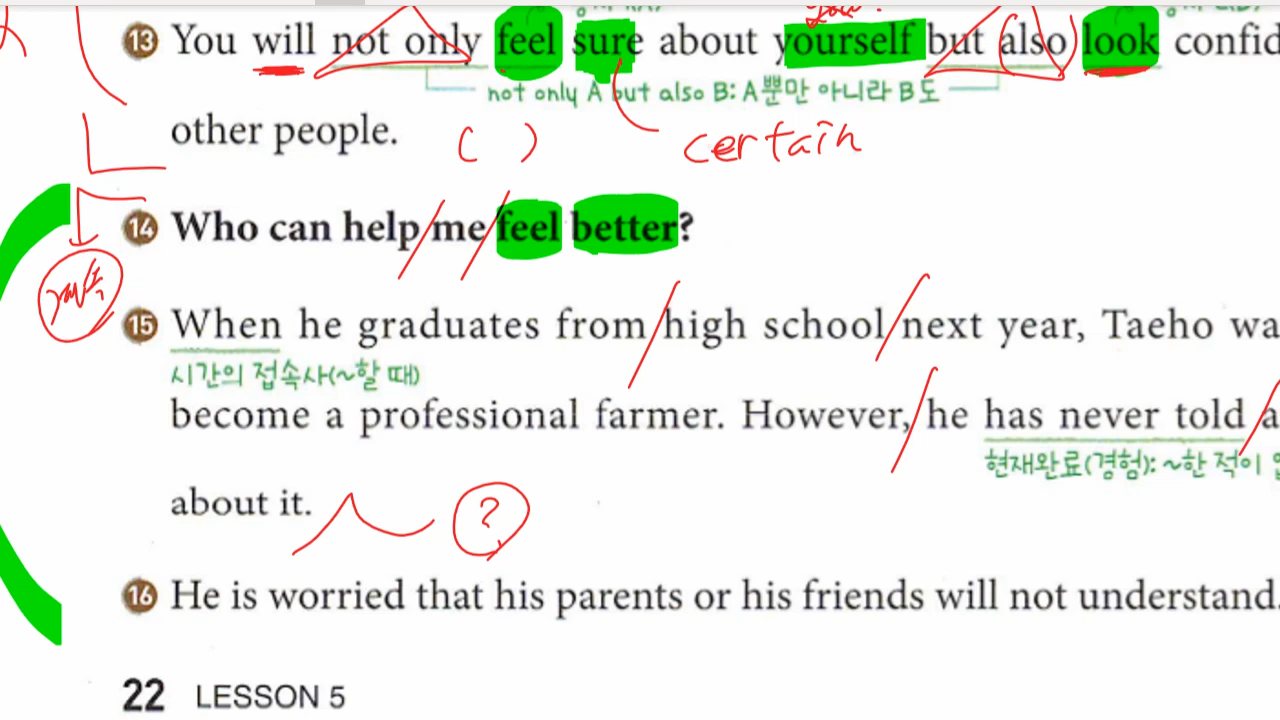 13 You will not only feel sure about yourself but also look confid
not only A but also B: A뿐만 아니라 B도
other people. ( ) certain
14 Who can help me feel better?
15 When he graduates from high school next year, Taeho wa
시간의 접속사(~할 때)
become a professional farmer. However, he has never told a
현재완료(경험): ~한 적이
about it. ?
16 He is worried that his parents or his friends will not understand.
22 LESSON 5